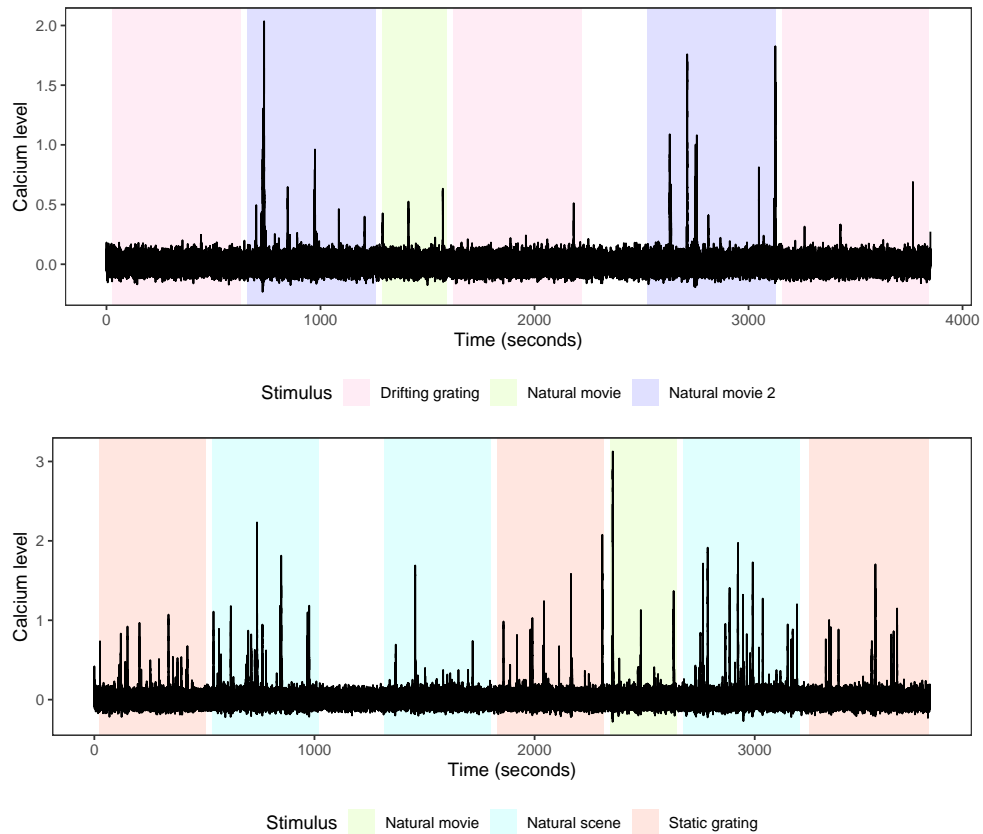 2.0
1.5
1.0
0.5
0.0
Calcium level
0 1000 2000 3000 4000
Time (seconds)
Stimulus Drifting grating Natural movie Natural movie 2
3
2
1
0
Calcium level
0 1000 2000 3000
Time (seconds)
Stimulus Natural movie Natural scene Static grating